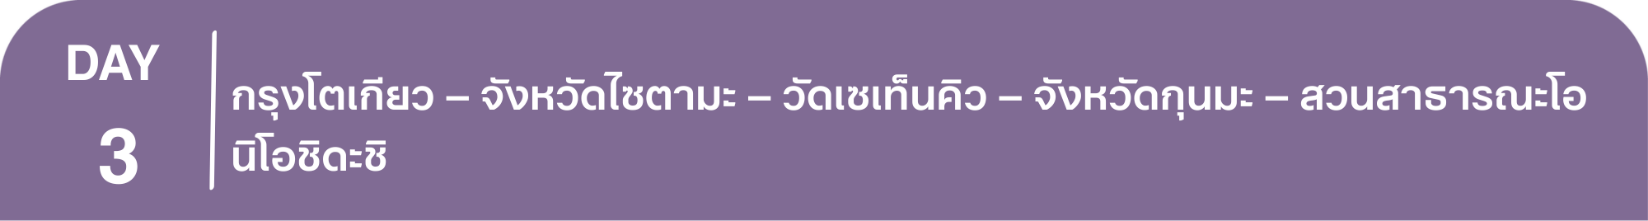 DAY
3
กรุงโตเกียว – จังหวัดไซตามะ – วัดเซเท็นคิว – จังหวัดกุนมะ – สวนสาธารณะโอ
นิโอชิดะชิ